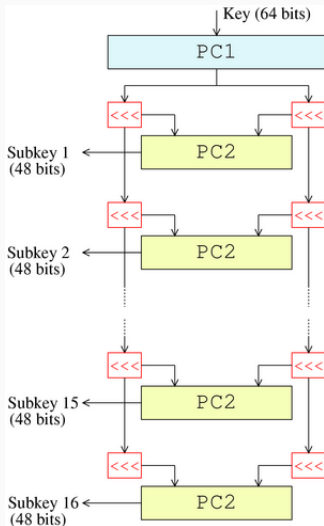 Key (64 bits)
PC1
<<< <<<
PC2
Subkey 1
(48 bits)
<<< <<<
PC2
Subkey 2
(48 bits)
<<< <<<
PC2
Subkey 15
(48 bits)
<<< <<<
PC2
Subkey 16
(48 bits)